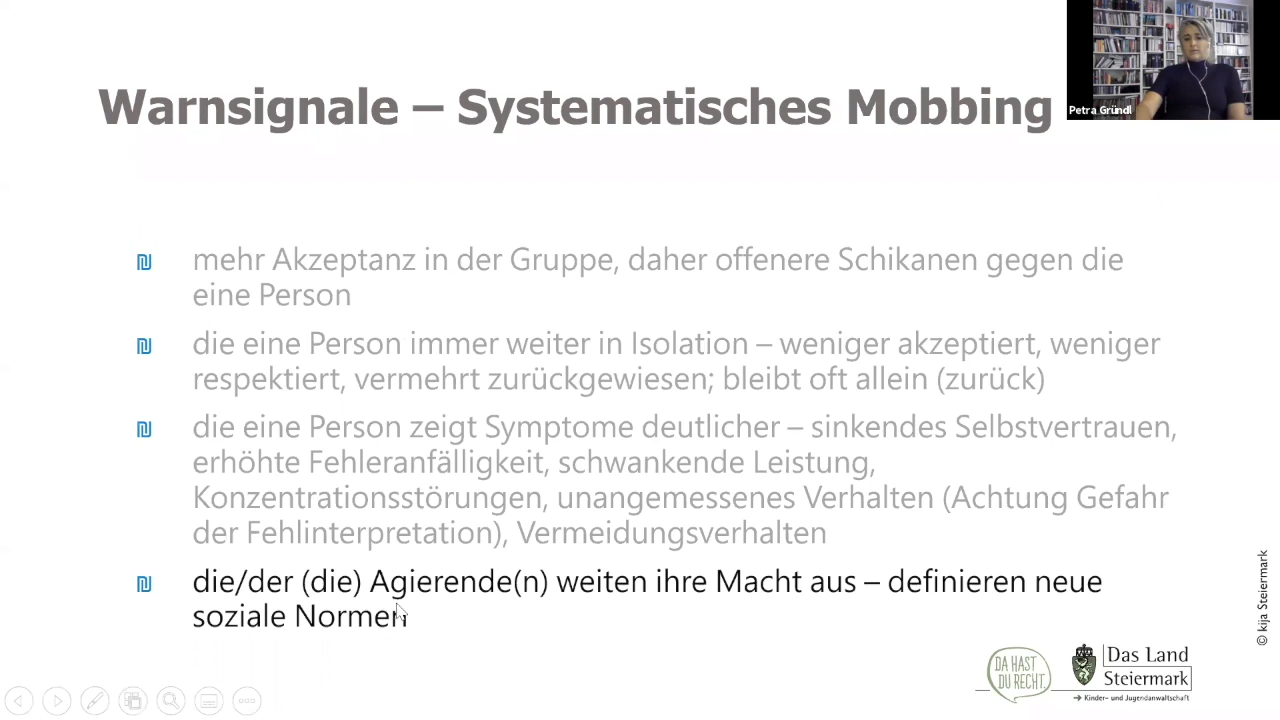 Warnsignale – Systematisches Mobbing
Petra Gründl
mehr Akzeptanz in der Gruppe, daher offenere Schikanen gegen die
eine Person
die eine Person immer weiter in Isolation – weniger akzeptiert, weniger
respektiert, vermehrt zurückgewiesen; bleibt oft allein (zurück)
die eine Person zeigt Symptome deutlicher – sinkendes Selbstvertrauen,
erhöhte Fehleranfälligkeit, schwankende Leistung,
Konzentrationsstörungen, unangemessenes Verhalten (Achtung Gefahr
der Fehlinterpretation), Vermeidungsverhalten
die/der (die) Agierende(n) weiten ihre Macht aus – definieren neue
soziale Normen
© kija Steiermark
DA HAST
DU RECHT.
Das Land
Steiermark
→ Kinder- und Jugendanwaltschaft